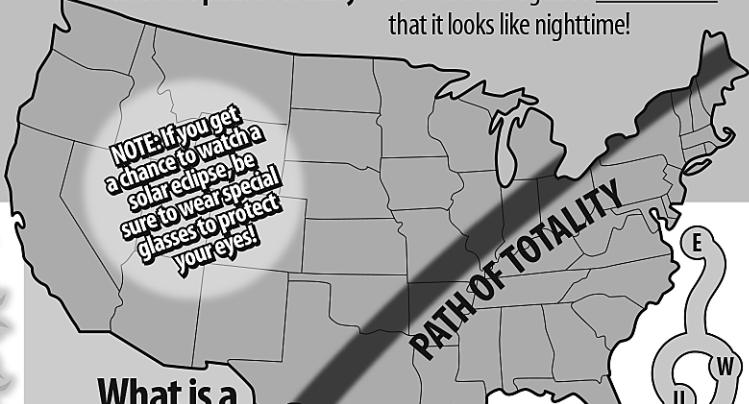 that it looks like nighttime!
NOTE: If you get
a chance to watch a
solar eclipse, be
sure to wear special
glasses to protect
your eyes!
PATH OF TOTALITY
E
W
U
What is a